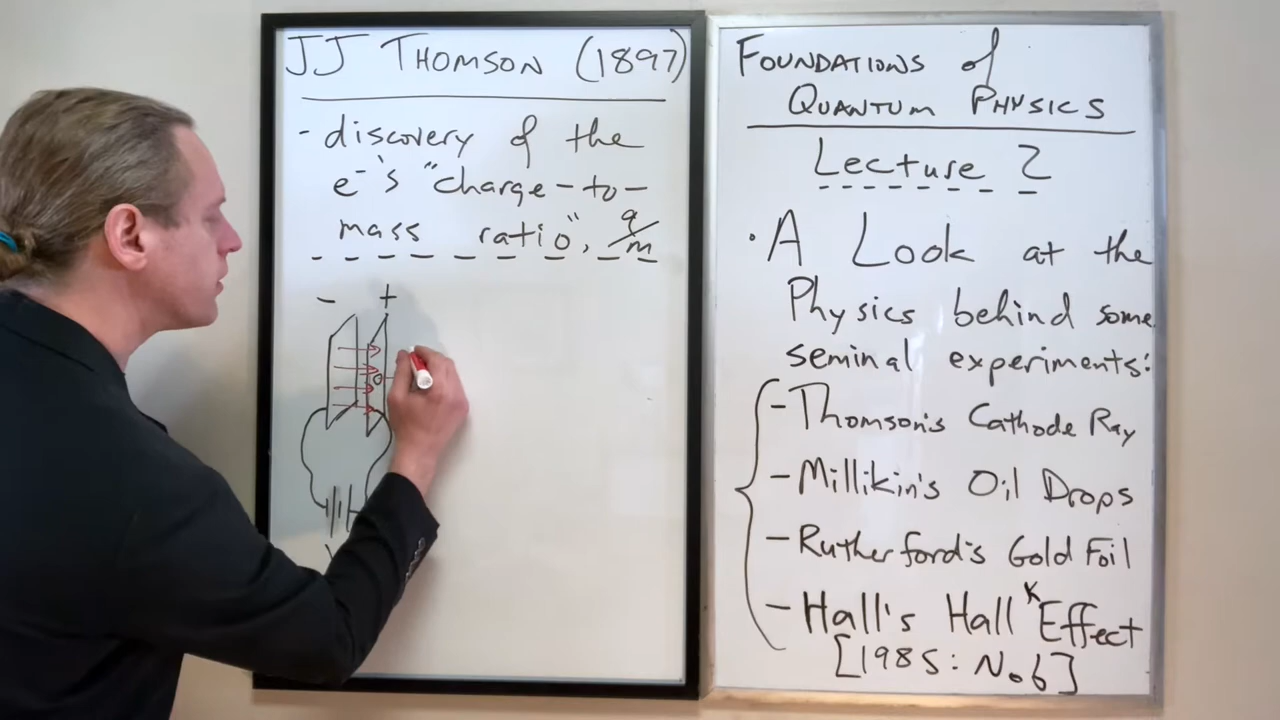 JJ THOMSON (1897)
- discovery of the
e⁻'s "charge-to-
mass ratio", q/m
- +
FOUNDATIONS of
QUANTUM PHYSICS
Lecture 2
• A Look at the
Physics behind some
seminal experiments:
- Thomson's Cathode Ray
- Millikin's Oil Drops
- Rutherford's Gold Foil
- Hall's Hall Effect
[1985: Nob]